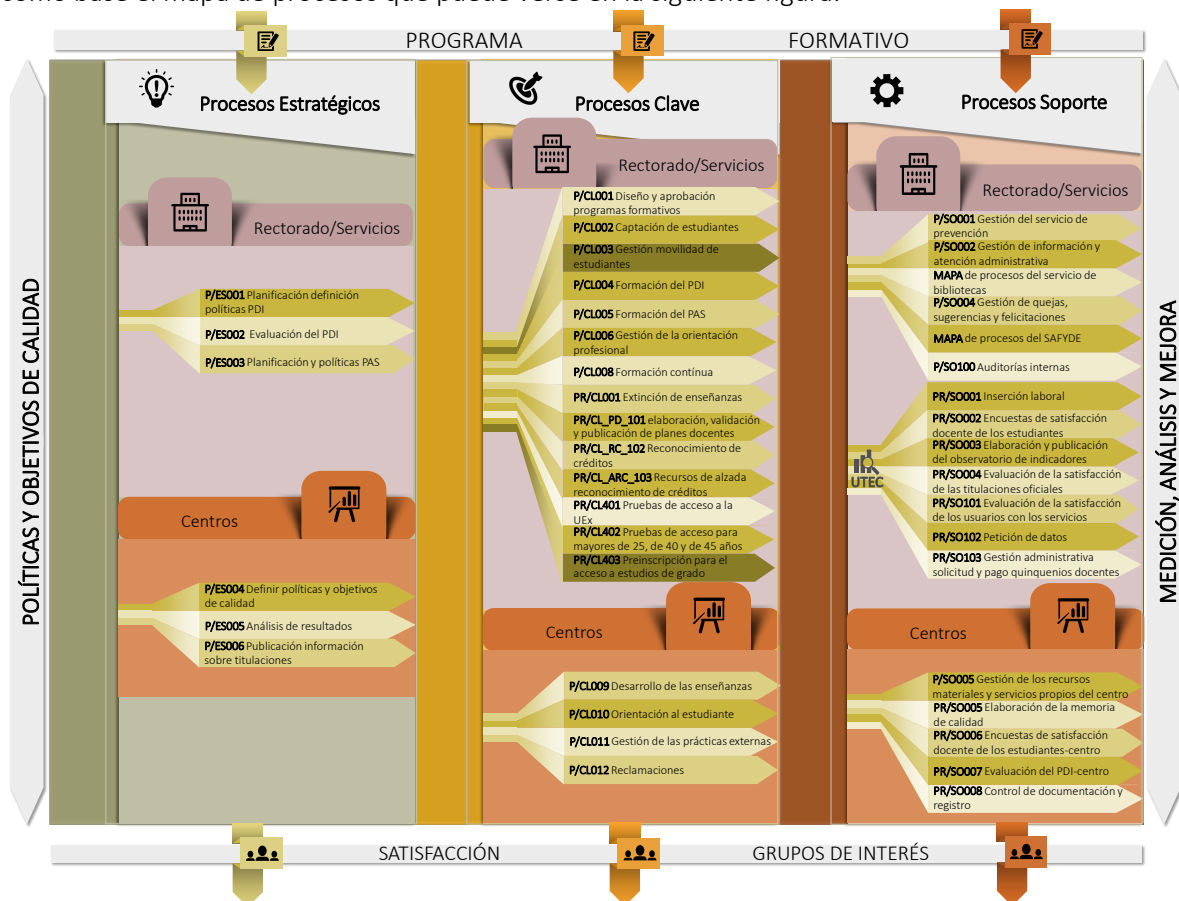 como base el mapa de procesos que puede verse en la siguiente figura.
PROGRAMA FORMATIVO
POLÍTICAS Y OBJETIVOS DE CALIDAD
Procesos Estratégicos
Rectorado/Servicios
P/ES001 Planificación definición
políticas PDI
P/ES002 Evaluación del PDI
P/ES003 Planificación y políticas PAS
Centros
P/ES004 Definir políticas y objetivos
de calidad
P/ES005 Análisis de resultados
P/ES006 Publicación información
sobre titulaciones
Procesos Clave
Rectorado/Servicios
P/CL001 Diseño y aprobación
programas formativos
P/CL002 Captación de estudiantes
P/CL003 Gestión movilidad de
estudiantes
P/CL004 Formación del PDI
P/CL005 Formación del PAS
P/CL006 Gestión de la orientación
profesional
P/CL008 Formación contínua
PR/CL001 Extinción de enseñanzas
PR/CL_PD_101 elaboración, validación
y publicación de planes docentes
PR/CL_RC_102 Reconocimiento de
créditos
PR/CL_ARC_103 Recursos de alzada
reconocimiento de créditos
PR/CL401 Pruebas de acceso a la
UEx
PR/CL402 Pruebas de acceso para
mayores de 25, de 40 y de 45 años
PR/CL403 Preinscripción para el
acceso a estudios de grado
Centros
P/CL009 Desarrollo de las enseñanzas
P/CL010 Orientación al estudiante
P/CL011 Gestión de las prácticas externas
P/CL012 Reclamaciones
Procesos Soporte
Rectorado/Servicios
P/SO001 Gestión del servicio de
prevención
P/SO002 Gestión de información y
atención administrativa
MAPA de procesos del servicio de
bibliotecas
P/SO004 Gestión de quejas,
sugerencias y felicitaciones
MAPA de procesos del SAFYDE
P/SO100 Auditorías internas
UTEC
PR/SO001 Inserción laboral
PR/SO002 Encuestas de satisfacción
docente de los estudiantes
PR/SO003 Elaboración y publicación
del observatorio de indicadores
PR/SO004 Evaluación de la satisfacción
de las titulaciones oficiales
PR/SO101 Evaluación de la satisfacción
de los usuarios con los servicios
PR/SO102 Petición de datos
PR/SO103 Gestión administrativa
solicitud y pago quinquenios docentes
Centros
P/SO005 Gestión de los recursos
materiales y servicios propios del centro
PR/SO005 Elaboración de la memoria
de calidad
PR/SO006 Encuestas de satisfacción
docente de los estudiantes-centro
PR/SO007 Evaluación del PDI-centro
PR/SO008 Control de documentación y
registro
MEDICIÓN, ANÁLISIS Y MEJORA
SATISFACCIÓN GRUPOS DE INTERÉS